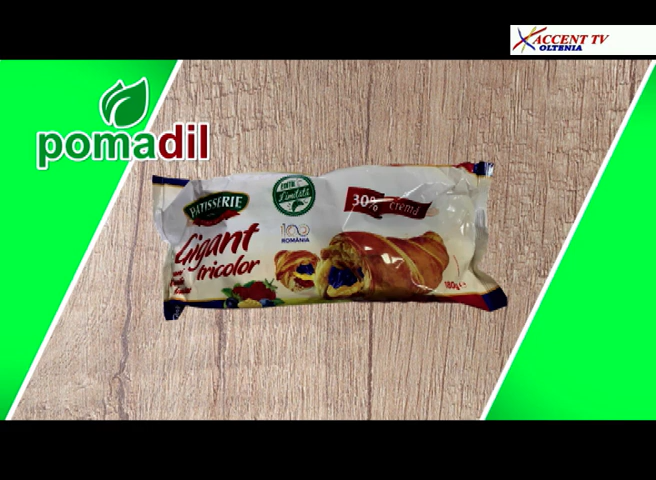 ACCENT TV
OLTENIA
pomadil
PATISSERIE
EDIȚIE
Limitată
30% cremă
100
ROMÂNIA
Gigant
tricolor
180g e